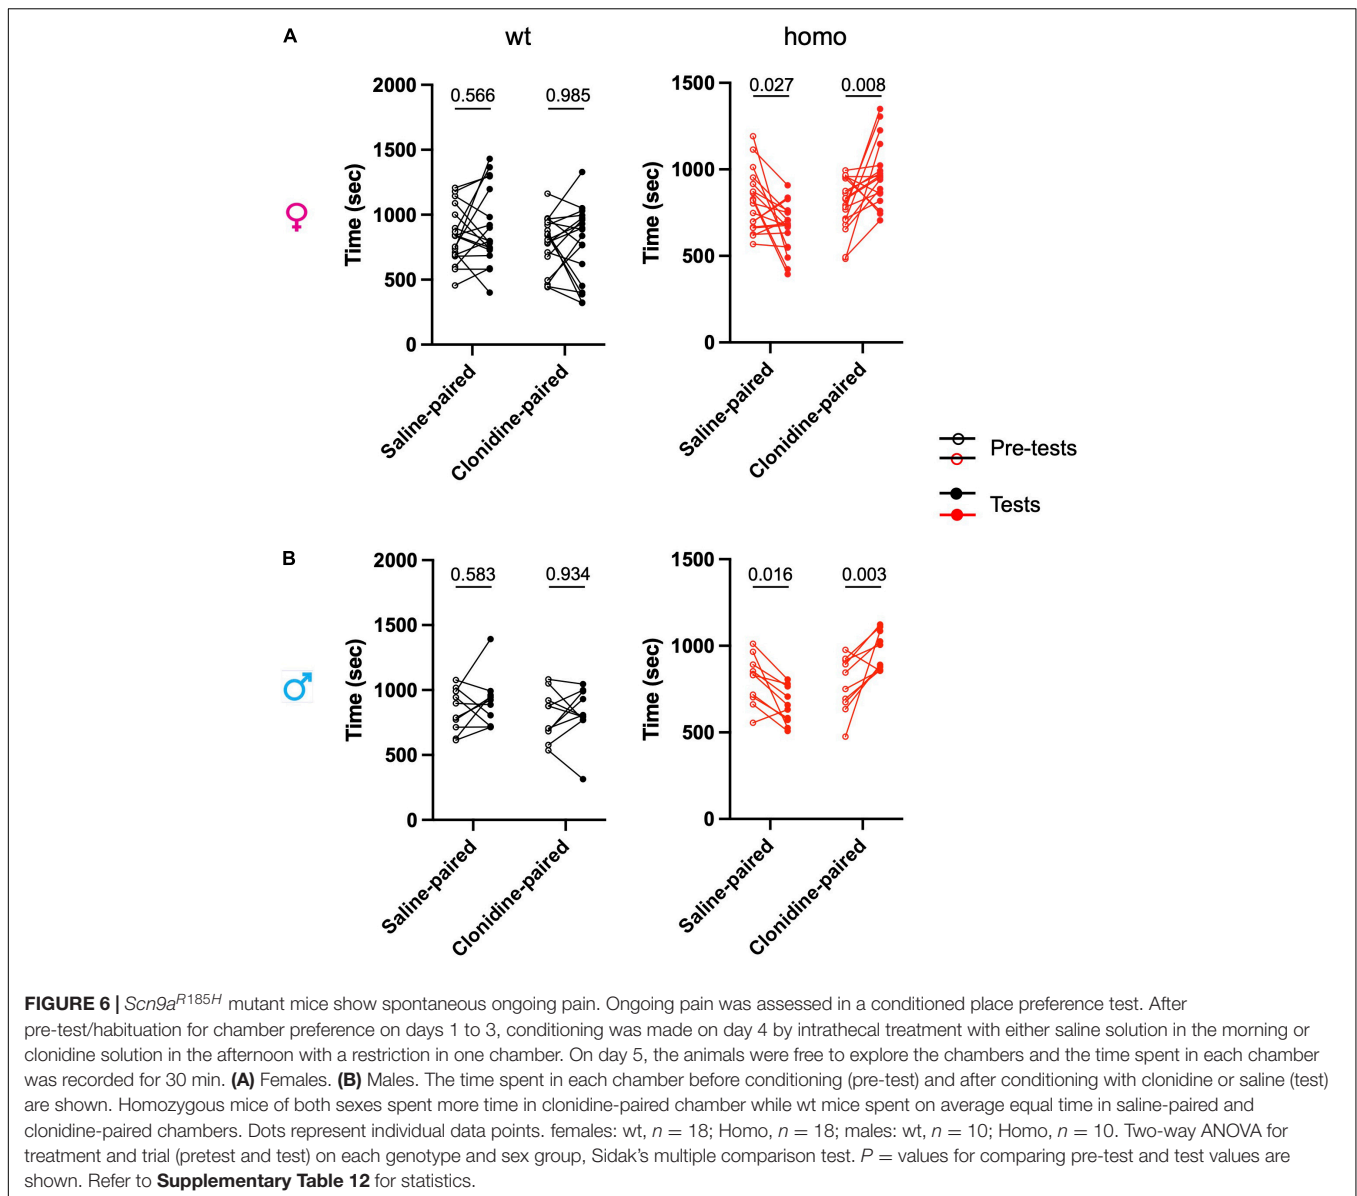 A
wt
homo
2000
1500
1000
500
0
Time (sec)
0.566
0.985
Saline-paired
Clonidine-paired
1500
1000
500
0
Time (sec)
0.027
0.008
Saline-paired
Clonidine-paired
Pre-tests
Tests
B
2000
1500
1000
500
0
Time (sec)
0.583
0.934
Saline-paired
Clonidine-paired
1500
1000
500
0
Time (sec)
0.016
0.003
Saline-paired
Clonidine-paired
FIGURE 6 | Scn9aR185H mutant mice show spontaneous ongoing pain. Ongoing pain was assessed in a conditioned place preference test. After
pre-test/habituation for chamber preference on days 1 to 3, conditioning was made on day 4 by intrathecal treatment with either saline solution in the morning or
clonidine solution in the afternoon with a restriction in one chamber. On day 5, the animals were free to explore the chambers and the time spent in each chamber
was recorded for 30 min. (A) Females. (B) Males. The time spent in each chamber before conditioning (pre-test) and after conditioning with clonidine or saline (test)
are shown. Homozygous mice of both sexes spent more time in clonidine-paired chamber while wt mice spent on average equal time in saline-paired and
clonidine-paired chambers. Dots represent individual data points. females: wt, n = 18; Homo, n = 18; males: wt, n = 10; Homo, n = 10. Two-way ANOVA for
treatment and trial (pretest and test) on each genotype and sex group, Sidak's multiple comparison test. P = values for comparing pre-test and test values are
shown. Refer to Supplementary Table 12 for statistics.